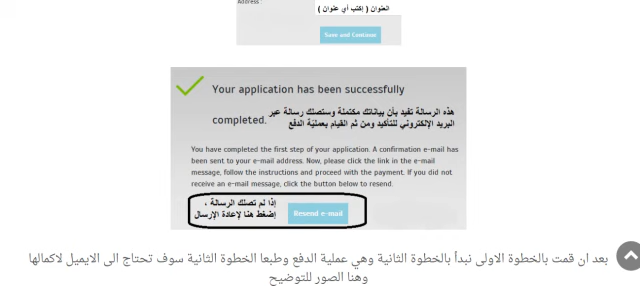 Address :
العنوان ( إكتب أي عنوان )
Save and Continue
Your application has been successfully
completed.
هذه الرسالة تفيد بأن بياناتك مكتملة وستصلك رسالة عبر
البريد الإلكتروني للتأكيد ومن ثم القيام بعمليّة الدفع
You have completed the first step of your application. A confirmation e-mail has
been sent to your e-mail address. Now, please click the link in the e-mail
message, follow the instructions and proceed with the payment. If you did not
receive an e-mail message, click the button below to resend.
إذا لم تصلك الرسالة ،
إضغط هنا لإعادة الإرسال
Resend e-mail
بعد ان قمت بالخطوة الاولى نبدأ بالخطوة الثانية وهي عملية الدفع وطبعا الخطوة الثانية سوف تحتاج الى الايميل لاكمالها
وهنا الصور للتوضيح